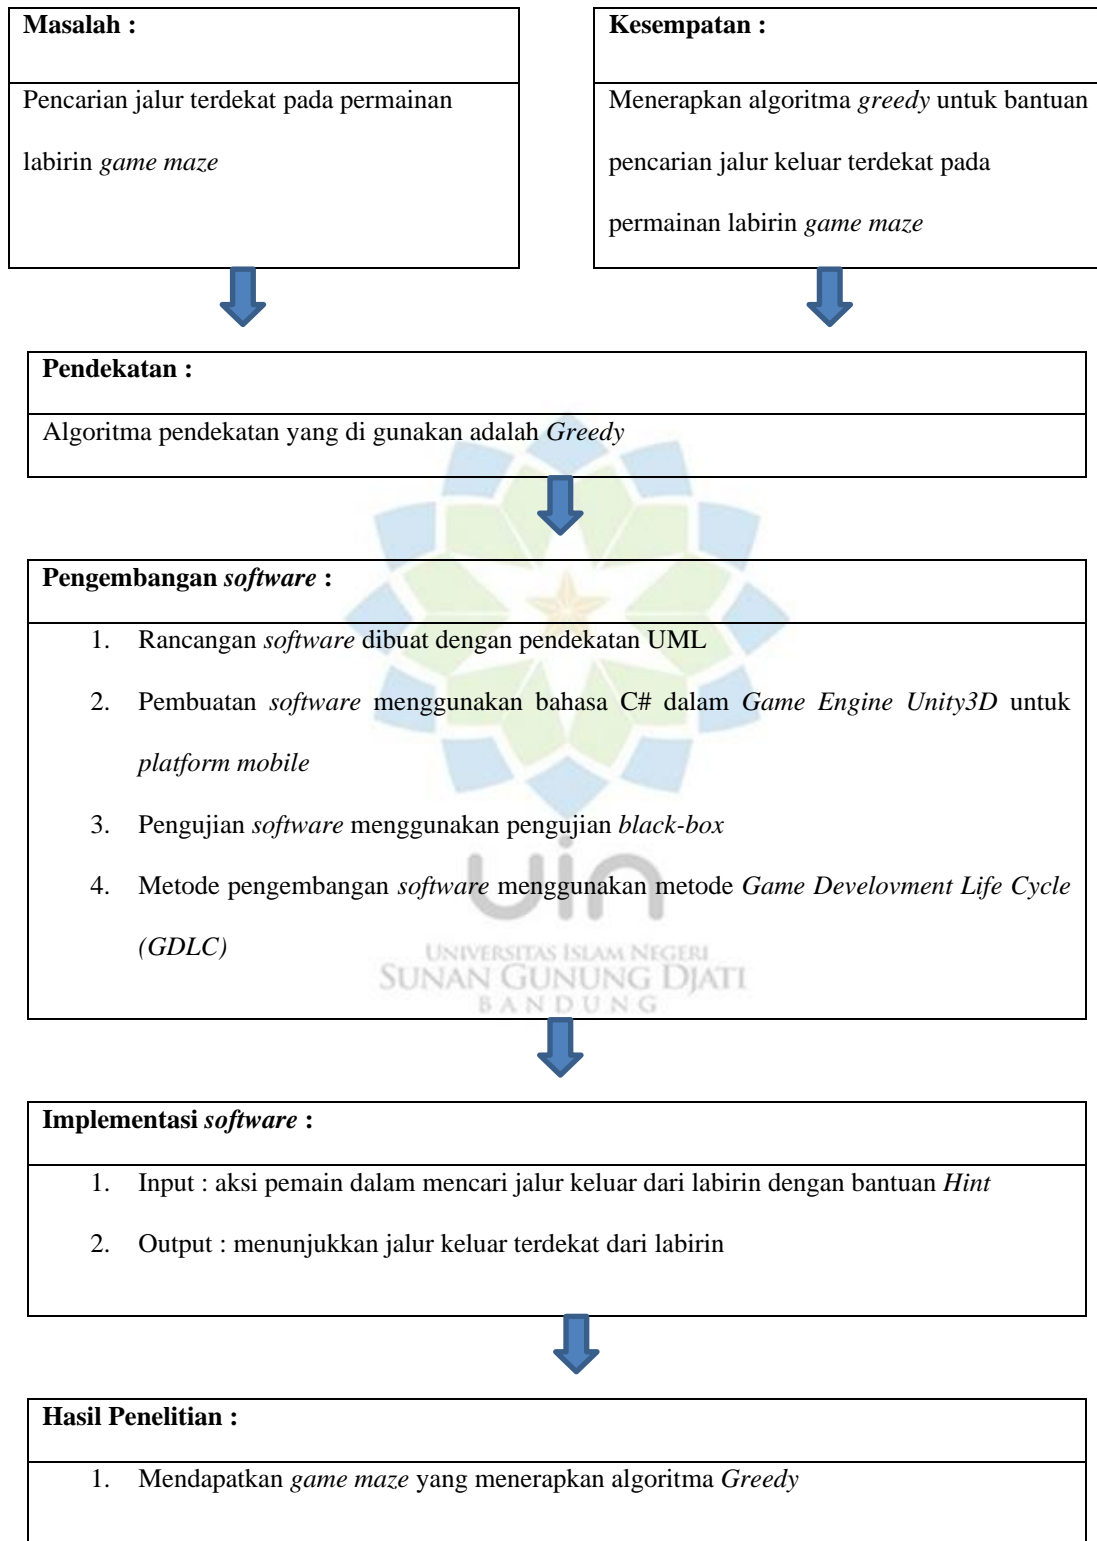 Masalah :
Pencarian jalur terdekat pada permainan
labirin game maze
Kesempatan :
Menerapkan algoritma greedy untuk bantuan
pencarian jalur keluar terdekat pada
permainan labirin game maze
Pendekatan :
Algoritma pendekatan yang di gunakan adalah Greedy
Pengembangan software :
1. Rancangan software dibuat dengan pendekatan UML
2. Pembuatan software menggunakan bahasa C# dalam Game Engine Unity3D untuk
platform mobile
3. Pengujian software menggunakan pengujian black-box
4. Metode pengembangan software menggunakan metode Game Develovment Life Cycle
(GDLC)
uin
UNIVERSITAS ISLAM NEGERI
SUNAN GUNUNG DJATI
BANDUNG
Implementasi software :
1. Input : aksi pemain dalam mencari jalur keluar dari labirin dengan bantuan Hint
2. Output : menunjukkan jalur keluar terdekat dari labirin
Hasil Penelitian :
1. Mendapatkan game maze yang menerapkan algoritma Greedy